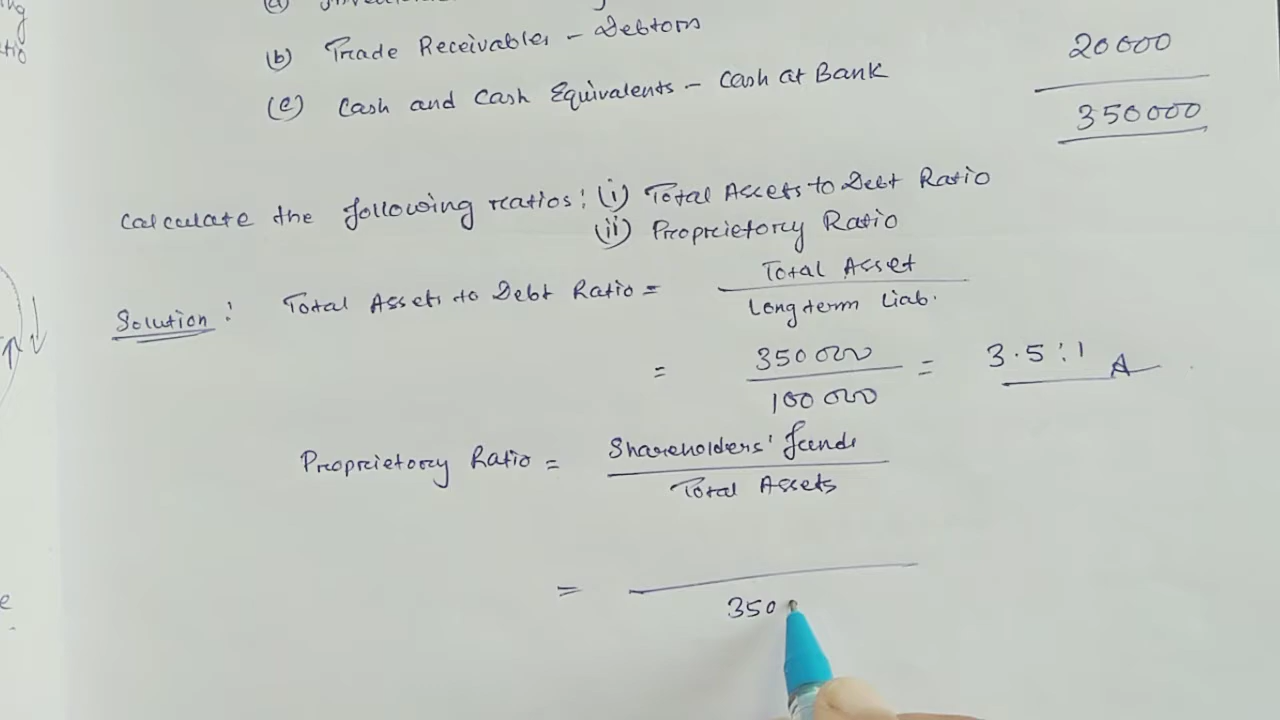 (b) Trade Receivables - Debtors
20000
(c) Cash and Cash Equivalents - Cash at Bank
350000
Calculate the following ratios: (i) Total Assets to Debt Ratio
(ii) Proprietory Ratio
Solution: Total Assets to Debt Ratio = Total Asset
Long term Liab.
= 350000 = 3.5:1 A
100000
Proprietory Ratio = Shareholders' funds
Total Assets
=
350